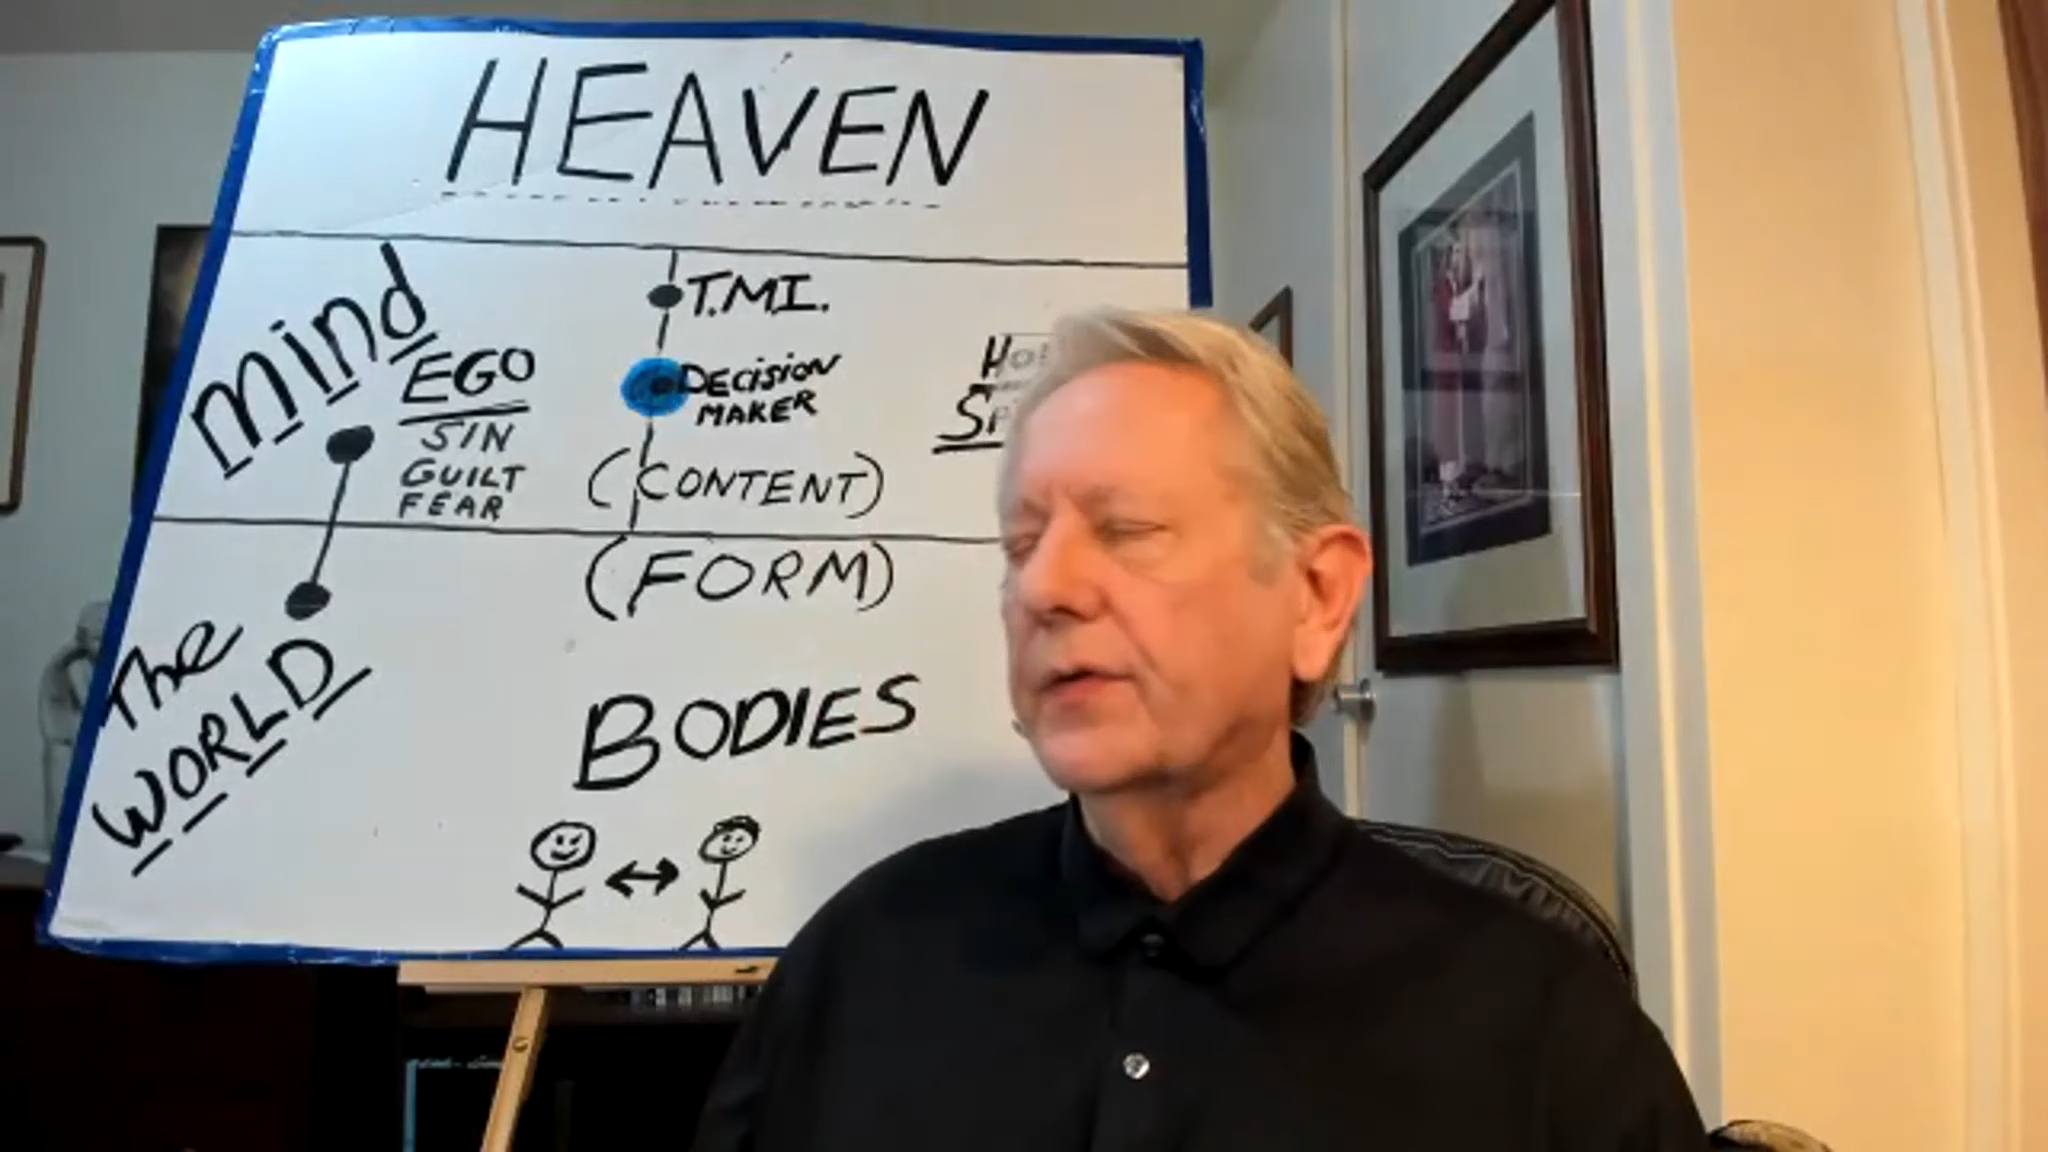 HEAVEN
Mind
T.M.I.
EGO
SIN
GUILT
FEAR
DECISION
MAKER
(CONTENT)
(FORM)
The
WORLD
BODIES